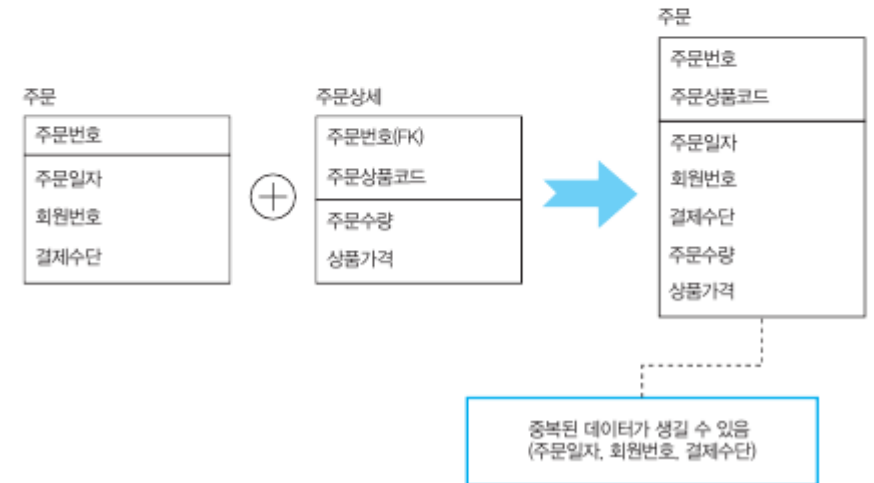 주문
주문번호
주문일자
회원번호
결제수단
주문상세
주문번호(FK)
주문상품코드
주문수량
상품가격
주문
주문번호
주문상품코드
주문일자
회원번호
결제수단
주문수량
상품가격
중복된 데이터가 생길 수 있음
(주문일자, 회원번호, 결제수단)